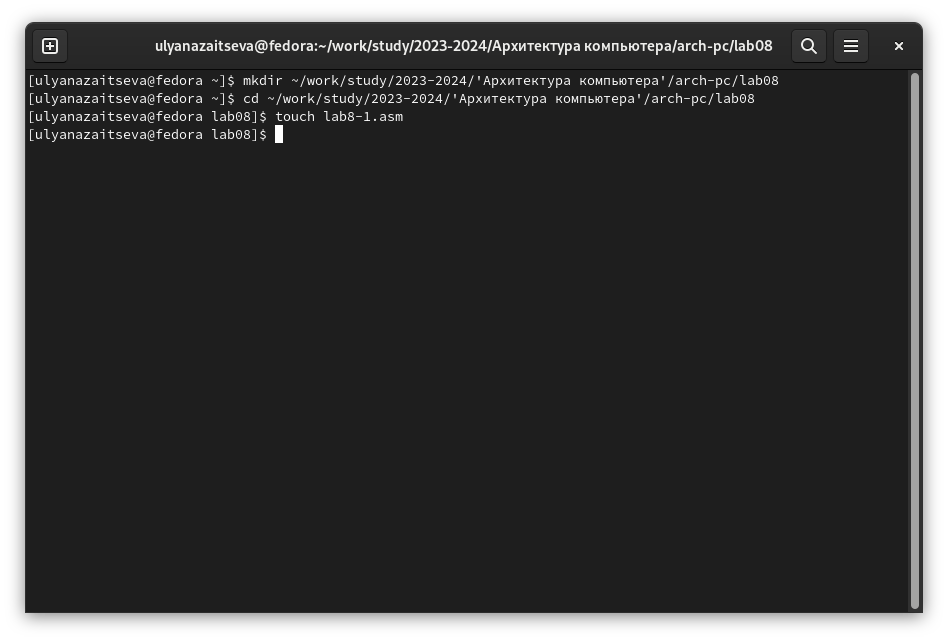 ulyanazaitseva@fedora:~/work/study/2023-2024/Архитектура компьютера/arch-pc/lab08
[ulyanazaitseva@fedora ~]$ mkdir ~/work/study/2023-2024/'Архитектура компьютера'/arch-pc/lab08
[ulyanazaitseva@fedora ~]$ cd ~/work/study/2023-2024/'Архитектура компьютера'/arch-pc/lab08
[ulyanazaitseva@fedora lab08]$ touch lab8-1.asm
[ulyanazaitseva@fedora lab08]$